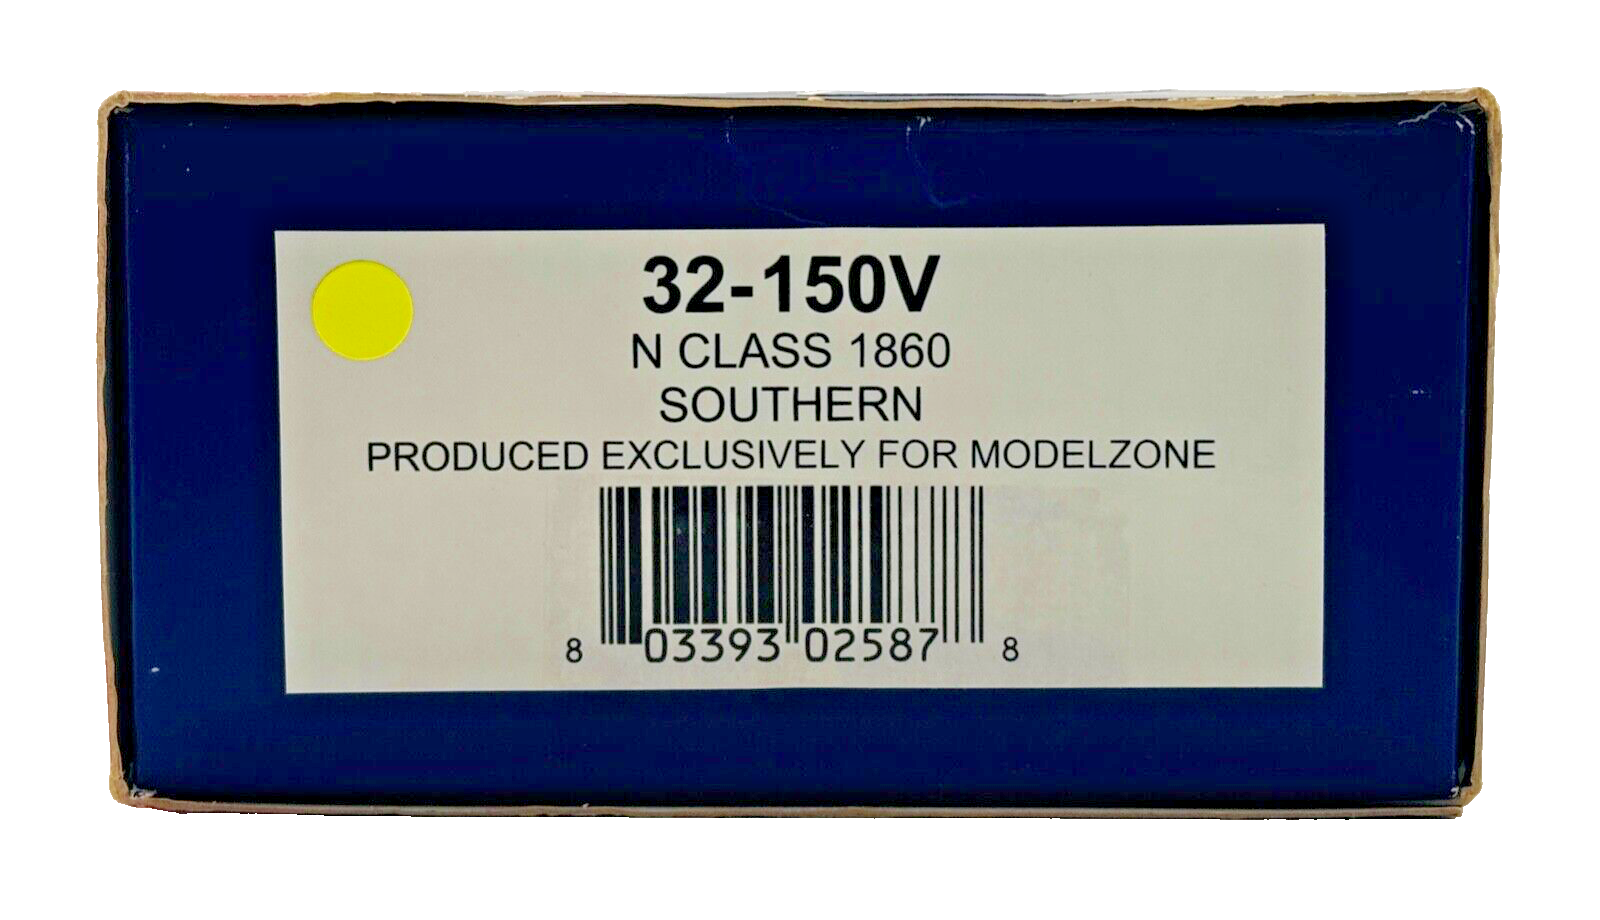 32-150V
N CLASS 1860
SOUTHERN
PRODUCED EXCLUSIVELY FOR MODELZONE
8 03393 02587 8